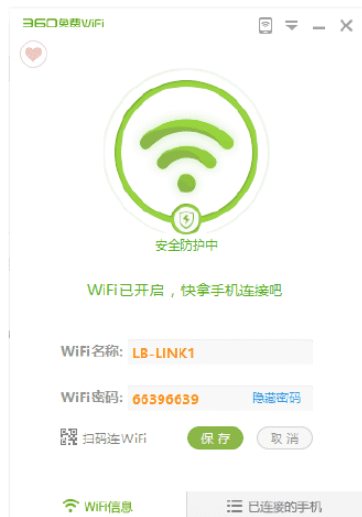 360免费WiFi
安全防护中
WiFi已开启，快拿手机连接吧
WiFi名称: LB-LINK1
WiFi密码: 66396639 隐藏密码
扫码连WiFi 保存 取消
WiFi信息 已连接的手机